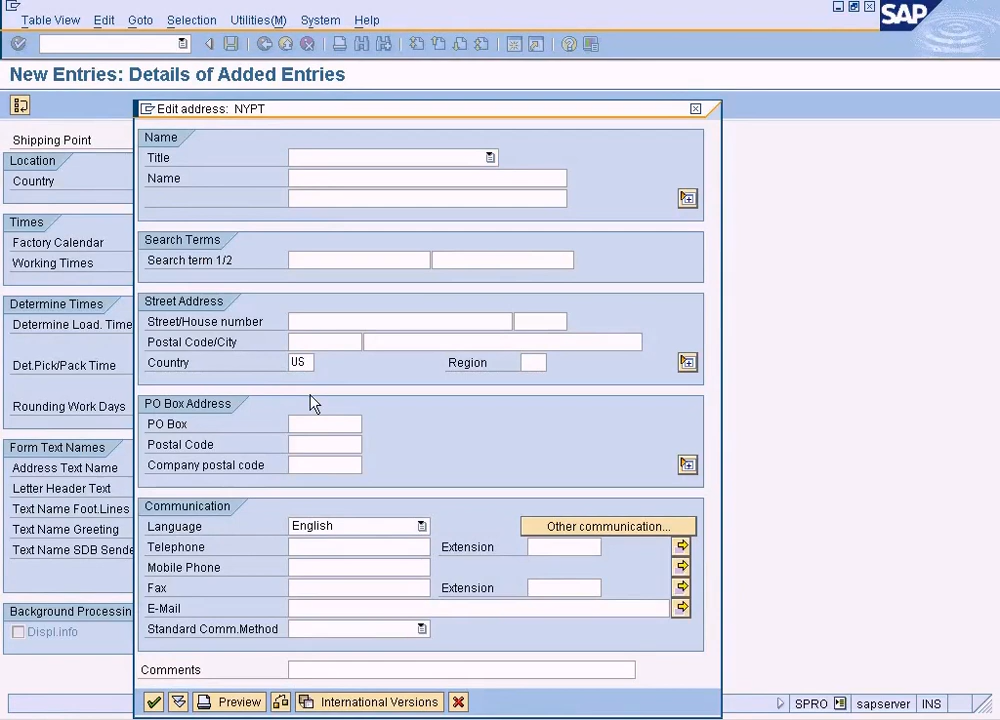 Table View Edit Goto Selection Utilities(M) System Help
SAP
New Entries: Details of Added Entries
Edit address: NYPT
Shipping Point
Location
Country
Times
Factory Calendar
Working Times
Determine Times
Determine Load. Time
Det.Pick/Pack Time
Rounding Work Days
Form Text Names
Address Text Name
Letter Header Text
Text Name Foot.Lines
Text Name Greeting
Text Name SDB Sende
Background Processin
Displ.info
Name
Title
Name
Search Terms
Search term 1/2
Street Address
Street/House number
Postal Code/City
Country US Region
PO Box Address
PO Box
Postal Code
Company postal code
Communication
Language English Other communication...
Telephone Extension
Mobile Phone
Fax Extension
E-Mail
Standard Comm.Method
Comments
Preview International Versions
SPRO sapserver INS